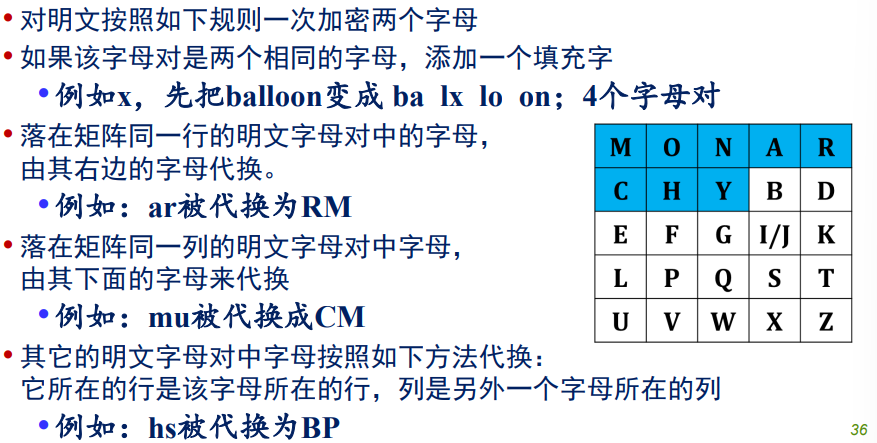 • 对明文按照如下规则一次加密两个字母
• 如果该字母对是两个相同的字母，添加一个填充字
• 例如x，先把balloon变成 ba lx lo on；4个字母对
• 落在矩阵同一行的明文字母对中的字母，
由其右边的字母代换。
• 例如：ar被代换为RM
• 落在矩阵同一列的明文字母对中字母，
由其下面的字母来代换
• 例如：mu被代换成CM
• 其它的明文字母对中字母按照如下方法代换：
它所在的行是该字母所在的行，列是另外一个字母所在的列
• 例如：hs被代换为BP
M O N A R
C H Y B D
E F G I/J K
L P Q S T
U V W X Z
36